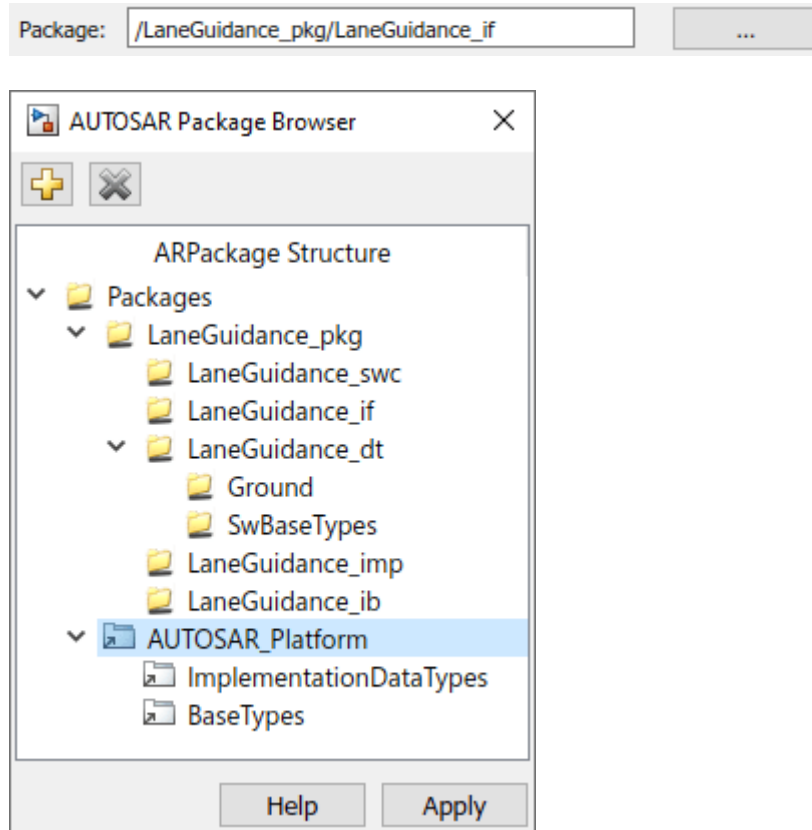 Package: /LaneGuidance_pkg/LaneGuidance_if ...
AUTOSAR Package Browser
ARPackage Structure
Packages
LaneGuidance_pkg
LaneGuidance_swc
LaneGuidance_if
LaneGuidance_dt
Ground
SwBaseTypes
LaneGuidance_imp
LaneGuidance_ib
AUTOSAR_Platform
ImplementationDataTypes
BaseTypes
Help Apply